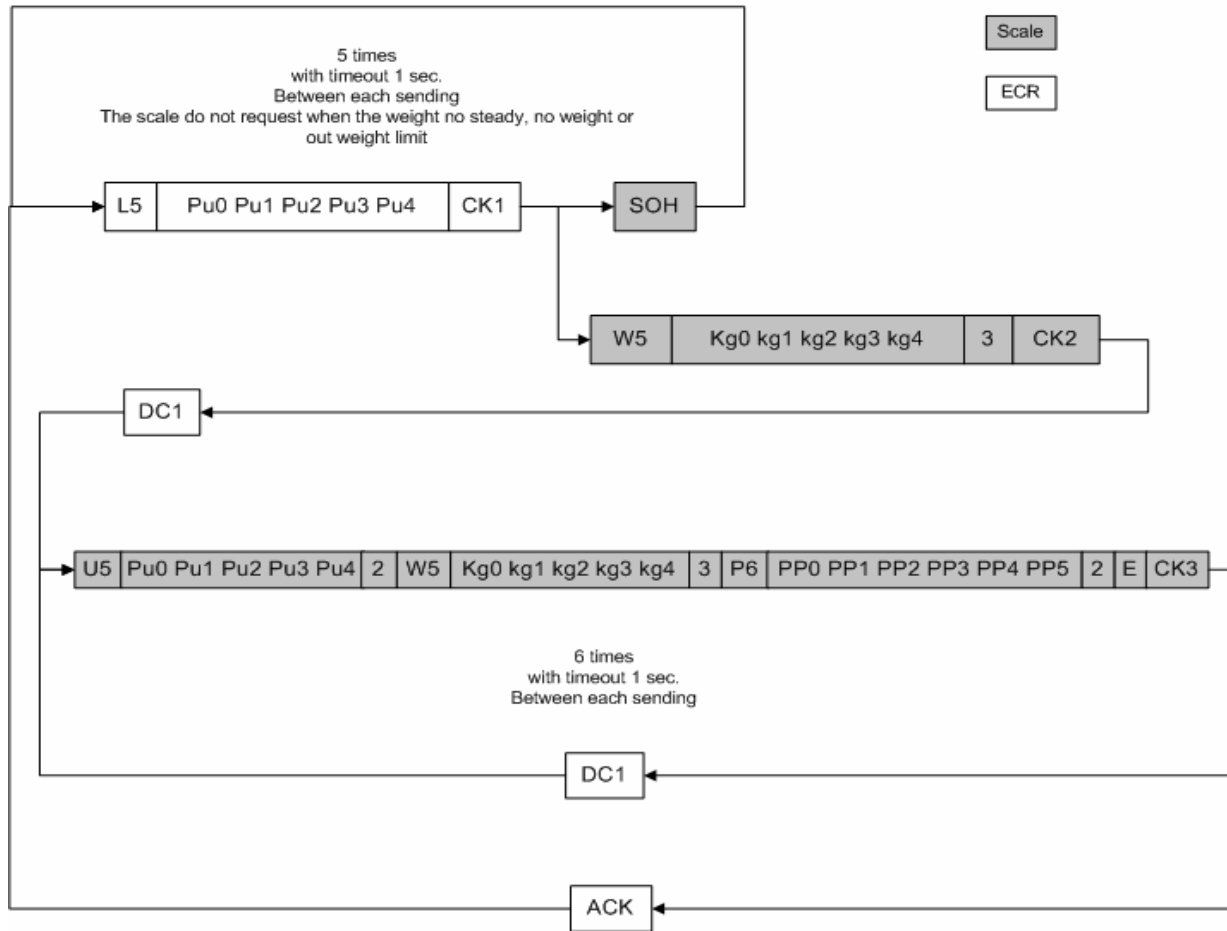 Scale
5 times
with timeout 1 sec.
Between each sending
The scale do not request when the weight no steady, no weight or
out weight limit
ECR
L5 Pu0 Pu1 Pu2 Pu3 Pu4 CK1 SOH
W5 Kg0 kg1 kg2 kg3 kg4 3 CK2
DC1
U5 Pu0 Pu1 Pu2 Pu3 Pu4 2 W5 Kg0 kg1 kg2 kg3 kg4 3 P6 PP0 PP1 PP2 PP3 PP4 PP5 2 E CK3
6 times
with timeout 1 sec.
Between each sending
DC1
ACK